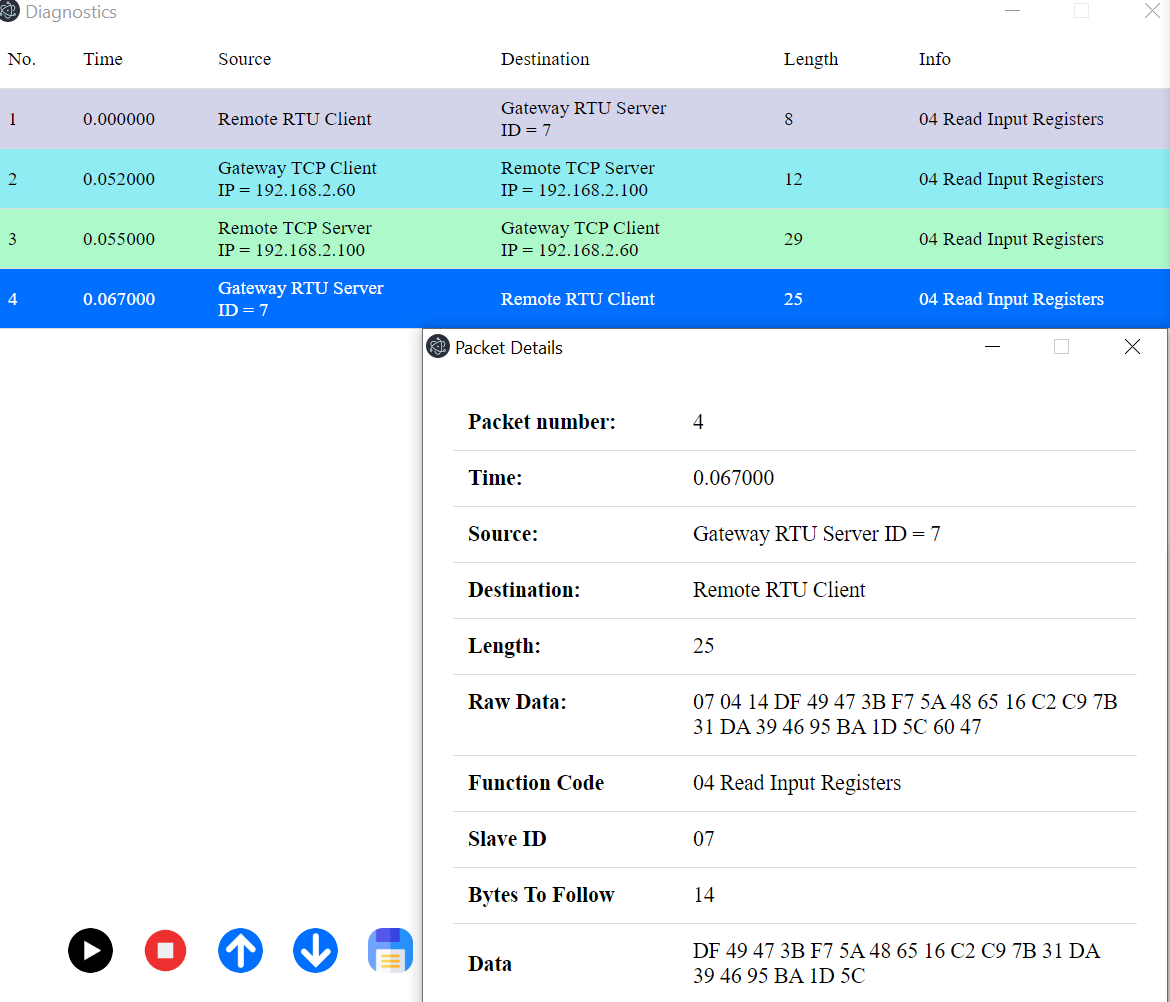 Diagnostics
No. Time Source Destination Length Info
1 0.000000 Remote RTU Client Gateway RTU Server ID = 7 8 04 Read Input Registers
2 0.052000 Gateway TCP Client IP = 192.168.2.60 Remote TCP Server IP = 192.168.2.100 12 04 Read Input Registers
3 0.055000 Remote TCP Server IP = 192.168.2.100 Gateway TCP Client IP = 192.168.2.60 29 04 Read Input Registers
4 0.067000 Gateway RTU Server ID = 7 Remote RTU Client 25 04 Read Input Registers
Packet Details
Packet number: 4
Time: 0.067000
Source: Gateway RTU Server ID = 7
Destination: Remote RTU Client
Length: 25
Raw Data: 07 04 14 DF 49 47 3B F7 5A 48 65 16 C2 C9 7B
31 DA 39 46 95 BA 1D 5C 60 47
Function Code 04 Read Input Registers
Slave ID 07
Bytes To Follow 14
Data DF 49 47 3B F7 5A 48 65 16 C2 C9 7B 31 DA
39 46 95 BA 1D 5C